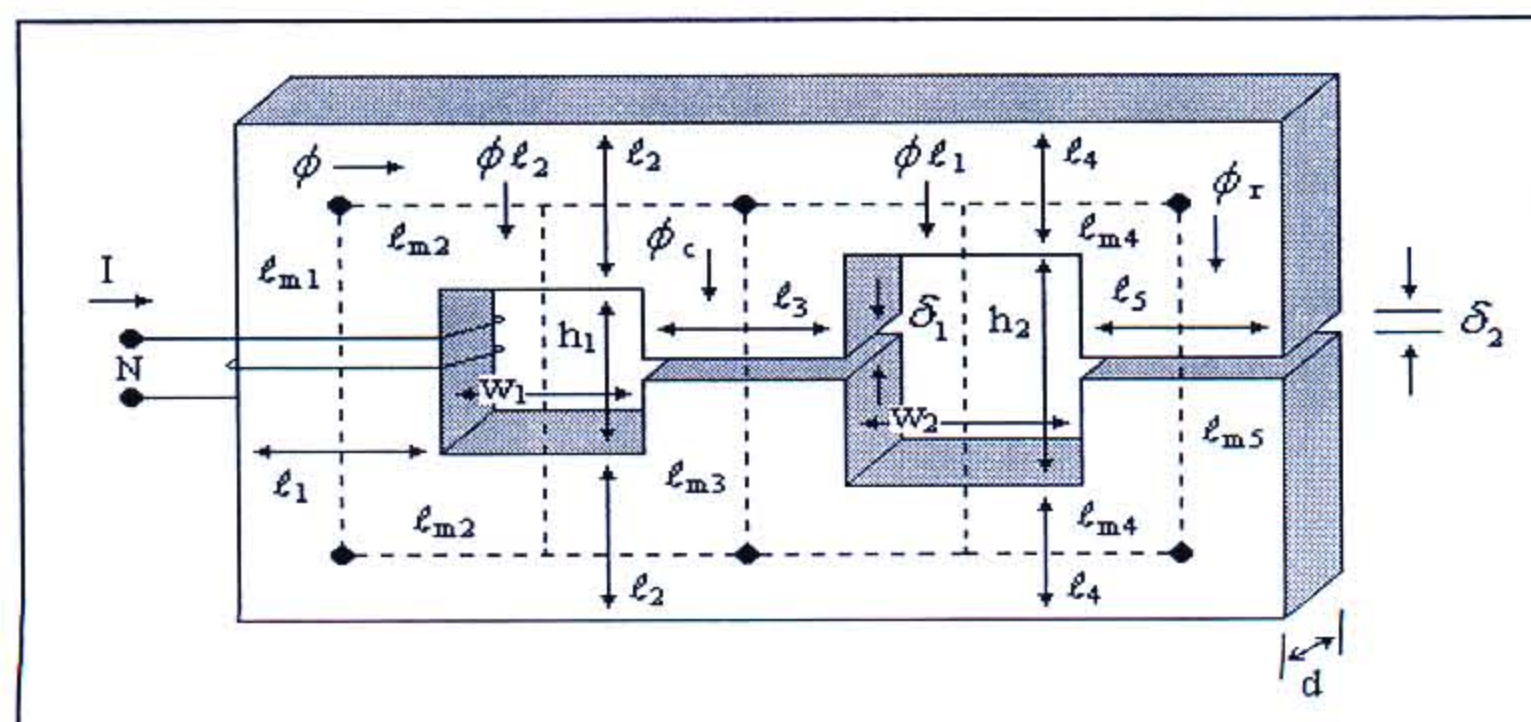 ϕ ϕℓ₂ ℓ₂ ϕℓ₁ ℓ₄ ϕᵣ
ℓₘ₁ ℓₘ₂ ϕ꜀ ℓₘ₄
I ℓ₃ ℓ₅
N h₁ δ₁ h₂ δ₂
w₁ w₂
ℓ₁ ℓₘ₂ ℓₘ₃ ℓₘ₄ ℓₘ₅
ℓ₂ ℓ₄
d